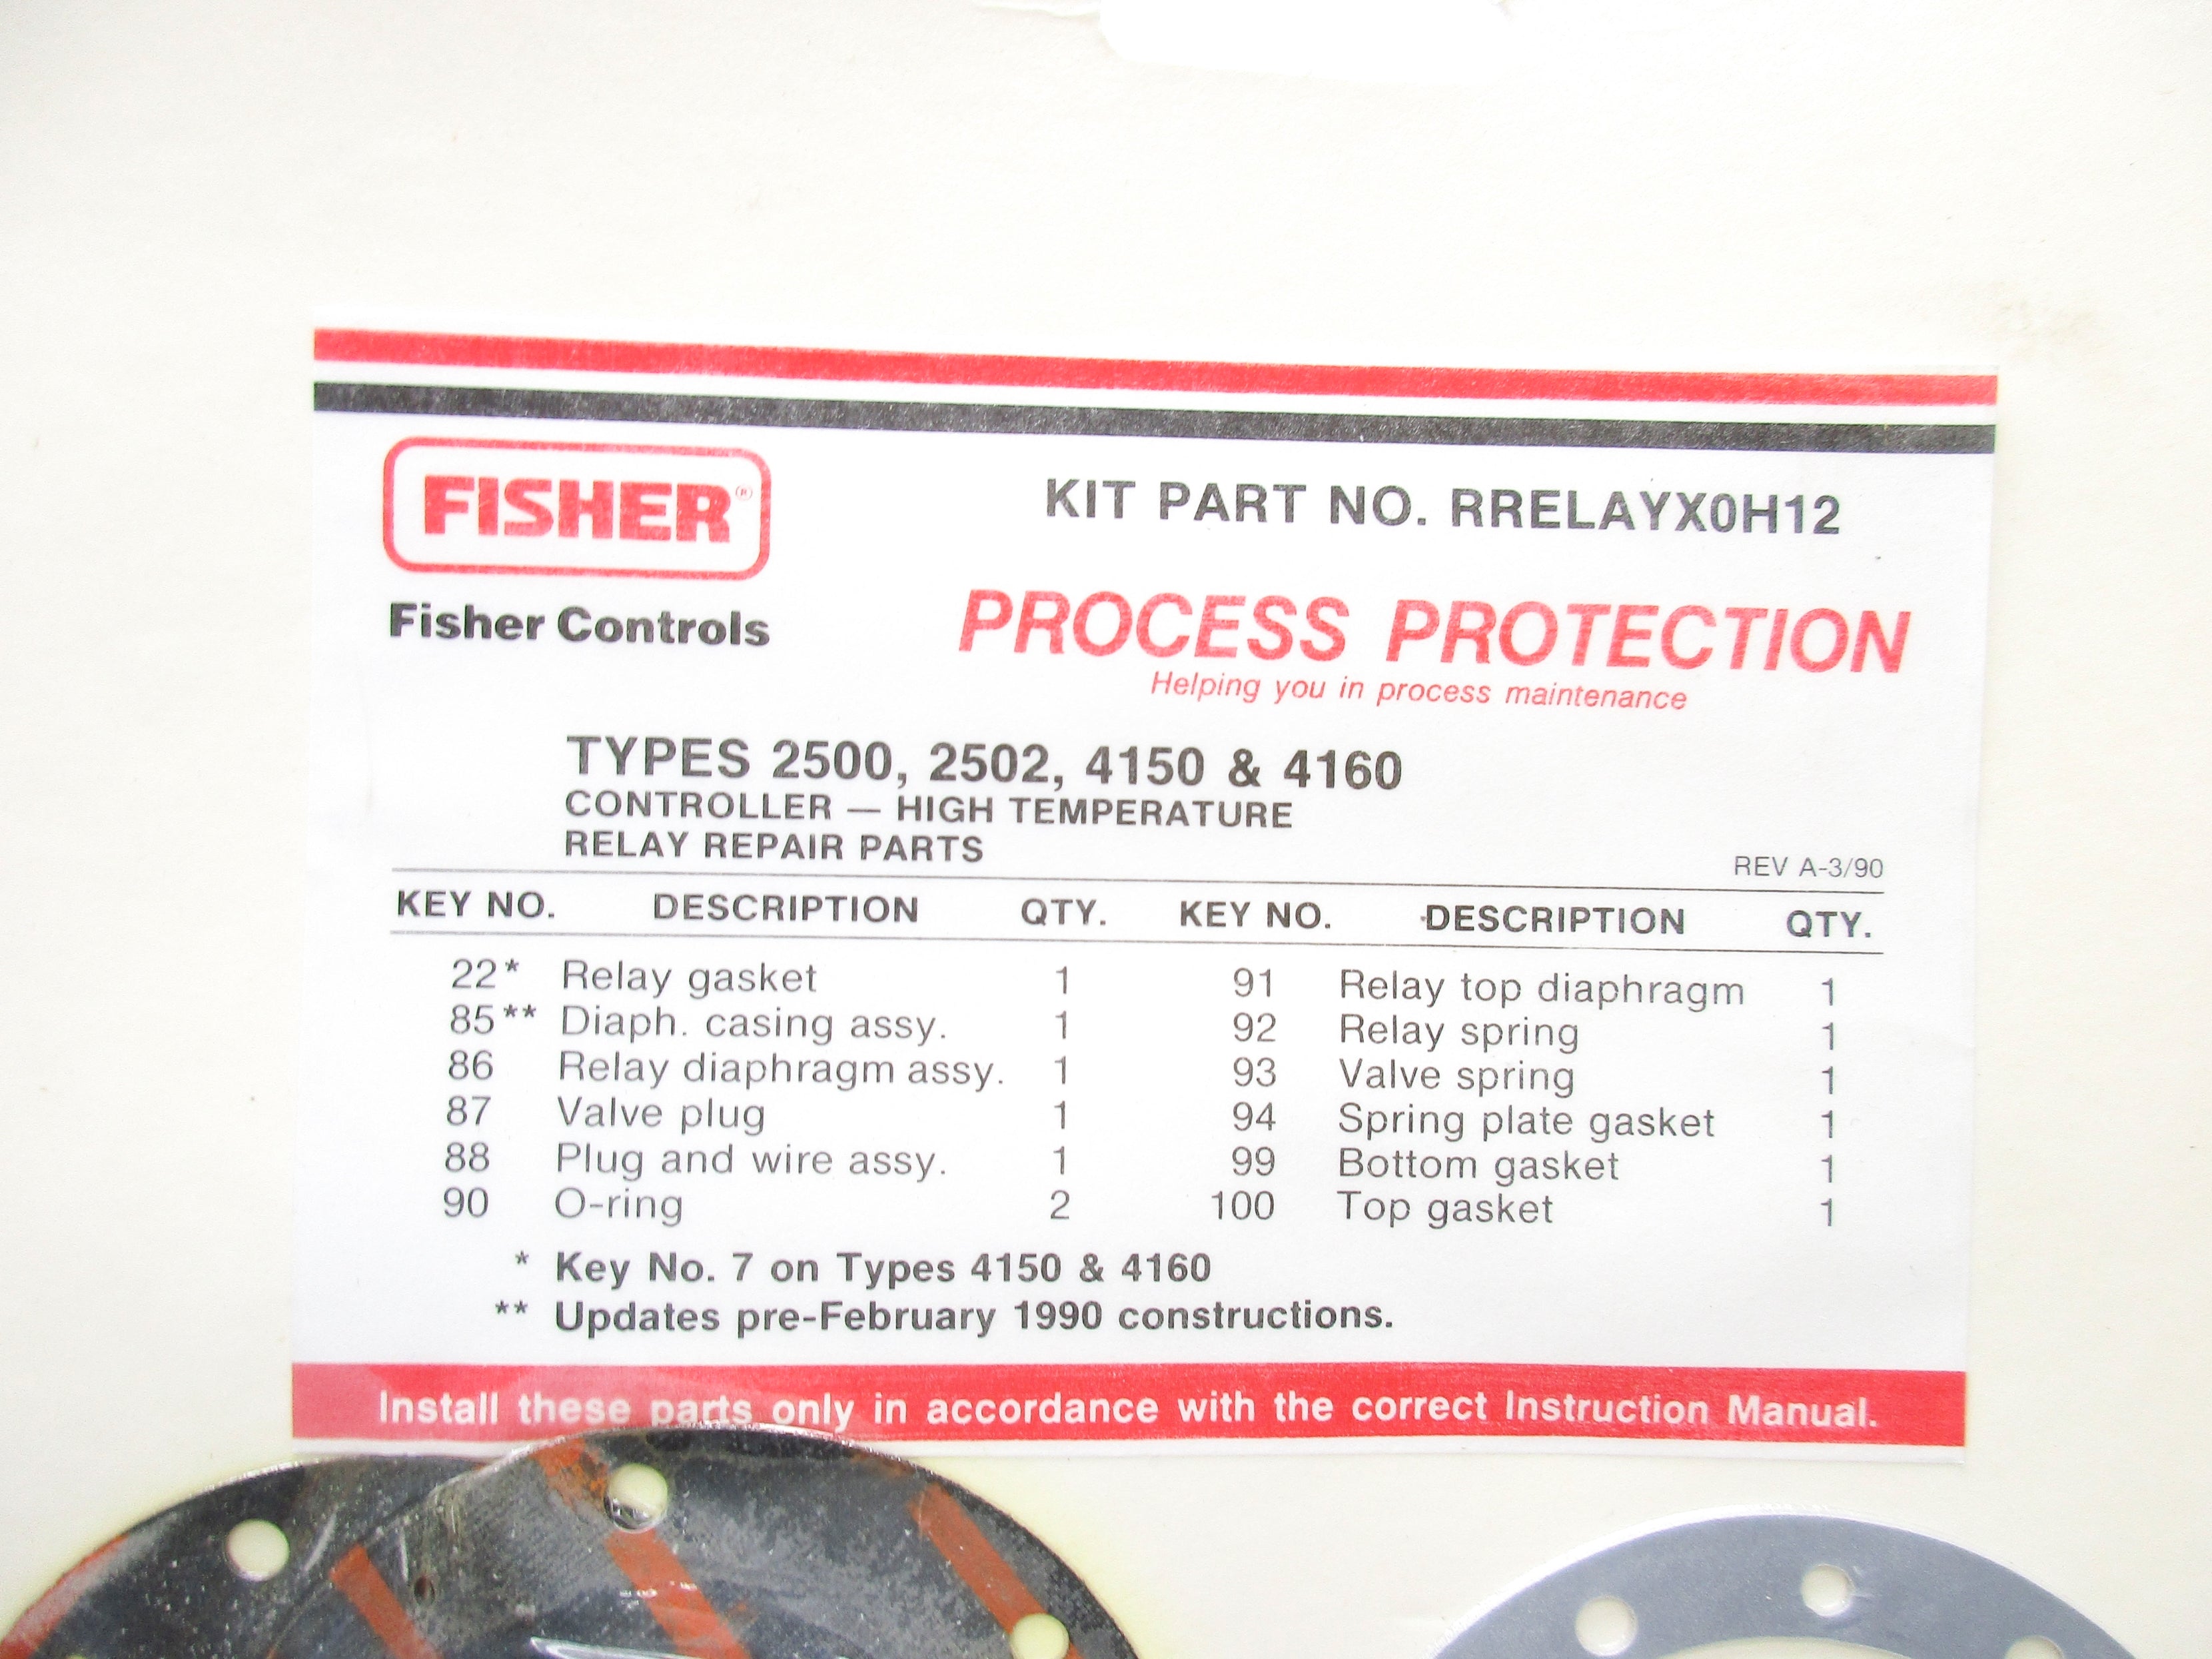 FISHER®
Fisher Controls
KIT PART NO. RRELAYX0H12
PROCESS PROTECTION
Helping you in process maintenance
TYPES 2500, 2502, 4150 & 4160
CONTROLLER — HIGH TEMPERATURE
RELAY REPAIR PARTS
REV A-3/90
KEY NO. DESCRIPTION QTY. KEY NO. DESCRIPTION QTY.
22* Relay gasket 1 91 Relay top diaphragm 1
85** Diaph. casing assy. 1 92 Relay spring 1
86 Relay diaphragm assy. 1 93 Valve spring 1
87 Valve plug 1 94 Spring plate gasket 1
88 Plug and wire assy. 1 99 Bottom gasket 1
90 O-ring 2 100 Top gasket 1
* Key No. 7 on Types 4150 & 4160
** Updates pre-February 1990 constructions.
Install these parts only in accordance with the correct Instruction Manual.